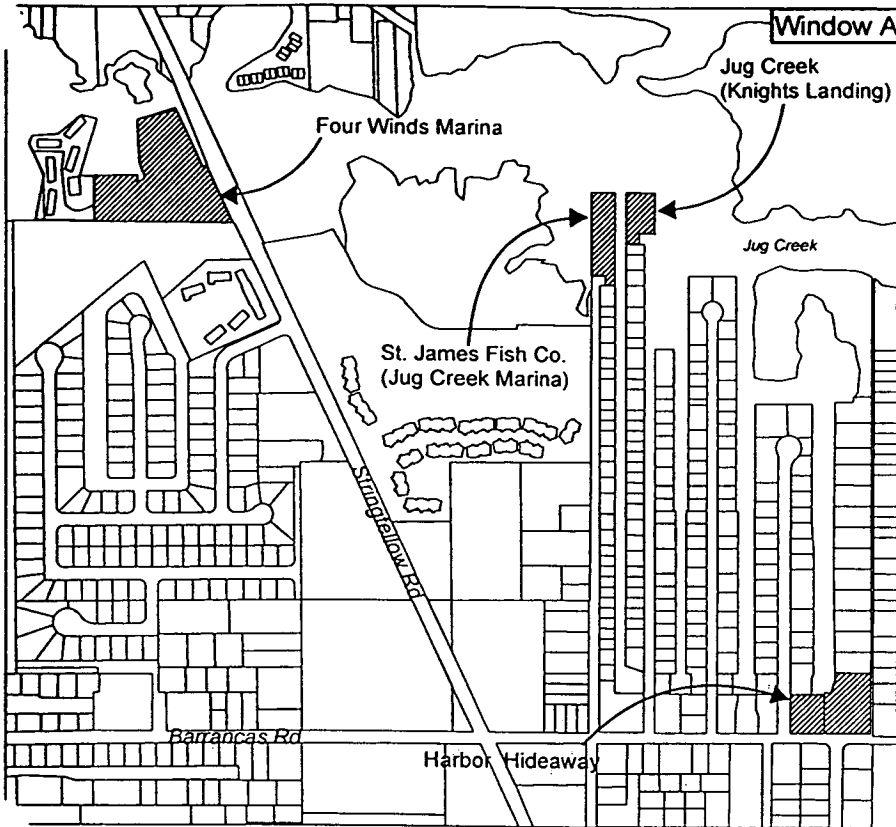 Window A
Jug Creek
(Knights Landing)
Four Winds Marina
Jug Creek
St. James Fish Co.
(Jug Creek Marina)
Stringfellow Rd
Barrancas Rd
Harbor Hideaway